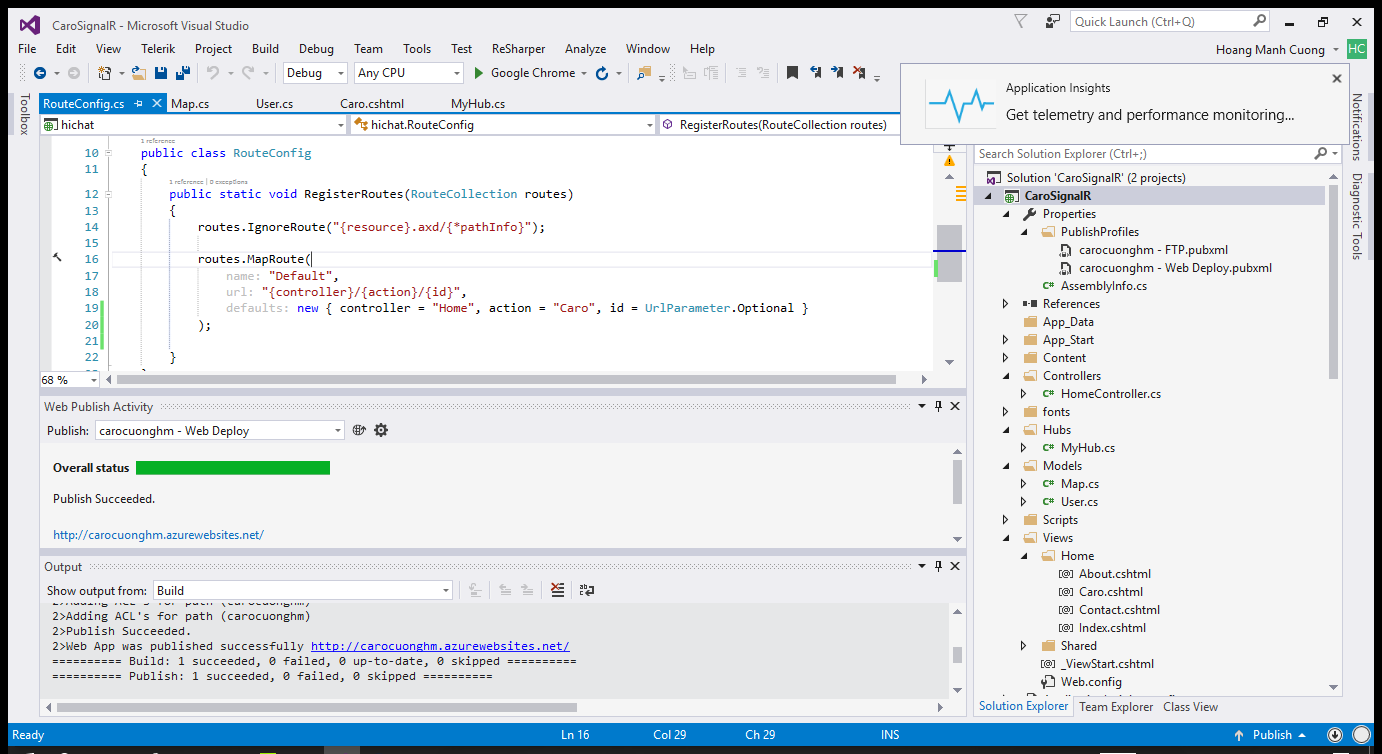 CaroSignalR - Microsoft Visual Studio
Quick Launch (Ctrl+Q)
File Edit View Telerik Project Build Debug Team Tools Test ReSharper Analyze Window Help
Hoang Manh Cuong HC
Debug Any CPU Google Chrome
Application Insights
Get telemetry and performance monitoring...
Toolbox
Notifications
Diagnostic Tools
RouteConfig.cs Map.cs User.cs Caro.cshtml MyHub.cs
hichat hichat.RouteConfig RegisterRoutes(RouteCollection routes)
1 reference
10 public class RouteConfig
11 {
1 reference | 0 exceptions
12 public static void RegisterRoutes(RouteCollection routes)
13 {
14 routes.IgnoreRoute("{resource}.axd/{*pathInfo}");
15
16 routes.MapRoute(
17 name: "Default",
18 url: "{controller}/{action}/{id}",
19 defaults: new { controller = "Home", action = "Caro", id = UrlParameter.Optional }
20 );
21
22 }
68 %
Web Publish Activity
Publish: carocuonghm - Web Deploy
Overall status
Publish Succeeded.
http://carocuonghm.azurewebsites.net/
Output
Show output from: Build
2>Adding ACL's for path (carocuonghm)
2>Adding ACL's for path (carocuonghm)
2>Publish Succeeded.
2>Web App was published successfully http://carocuonghm.azurewebsites.net/
========== Build: 1 succeeded, 0 failed, 0 up-to-date, 0 skipped ==========
========== Publish: 1 succeeded, 0 failed, 0 skipped ==========
Search Solution Explorer (Ctrl+;)
Solution 'CaroSignalR' (2 projects)
CaroSignalR
Properties
PublishProfiles
carocuonghm - FTP.pubxml
carocuonghm - Web Deploy.pubxml
C# AssemblyInfo.cs
References
App_Data
App_Start
Content
Controllers
C# HomeController.cs
fonts
Hubs
C# MyHub.cs
Models
C# Map.cs
C# User.cs
Scripts
Views
Home
[@] About.cshtml
[@] Caro.cshtml
[@] Contact.cshtml
[@] Index.cshtml
Shared
[@] _ViewStart.cshtml
Web.config
Solution Explorer Team Explorer Class View
Ready Ln 16 Col 29 Ch 29 INS Publish